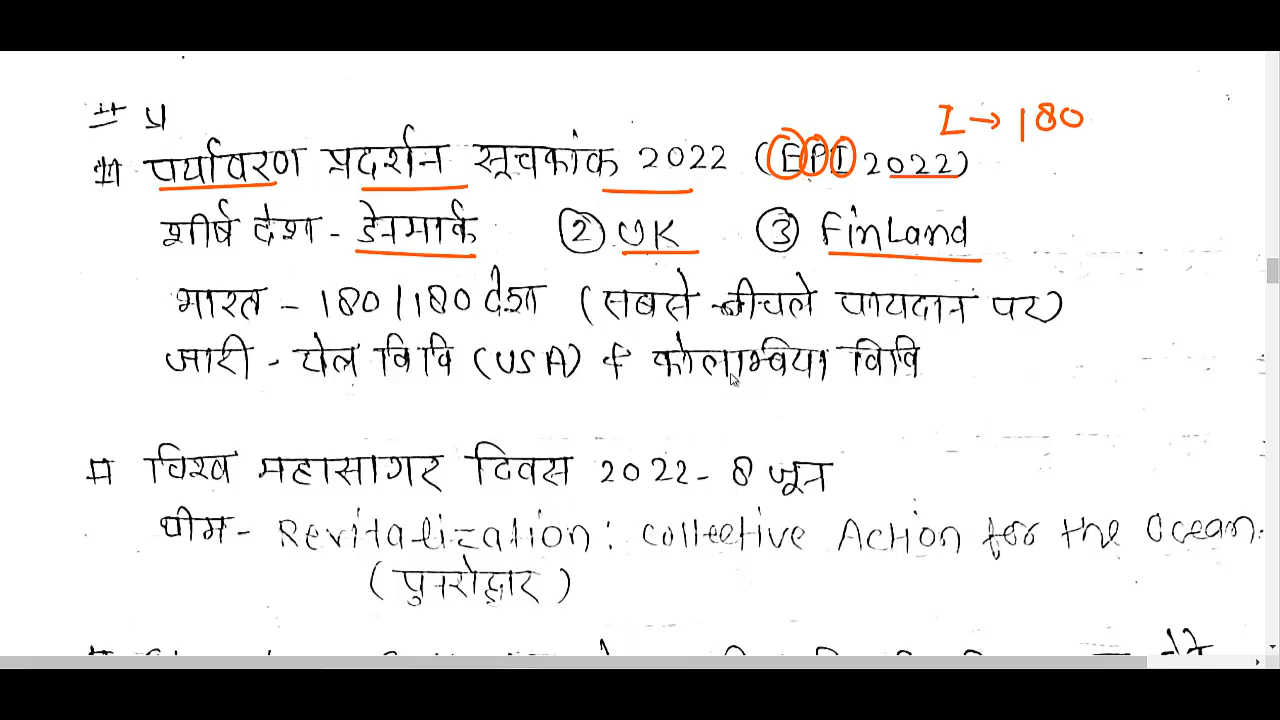 I → 180
# प्र
# पर्यावरण प्रदर्शन सूचकांक 2022 (EPI 2022)
शीर्ष देश - डेनमार्क ② UK ③ Finland
भारत - 180/180 देश (सबसे नीचले पायदान पर)
जारी - येल विवि (USA) & कोलाम्बिया विवि
# विश्व महासागर दिवस 2022 - 8 जून
थीम - Revitalization: Collective Action for the Ocean.
(पुनरोद्धार)